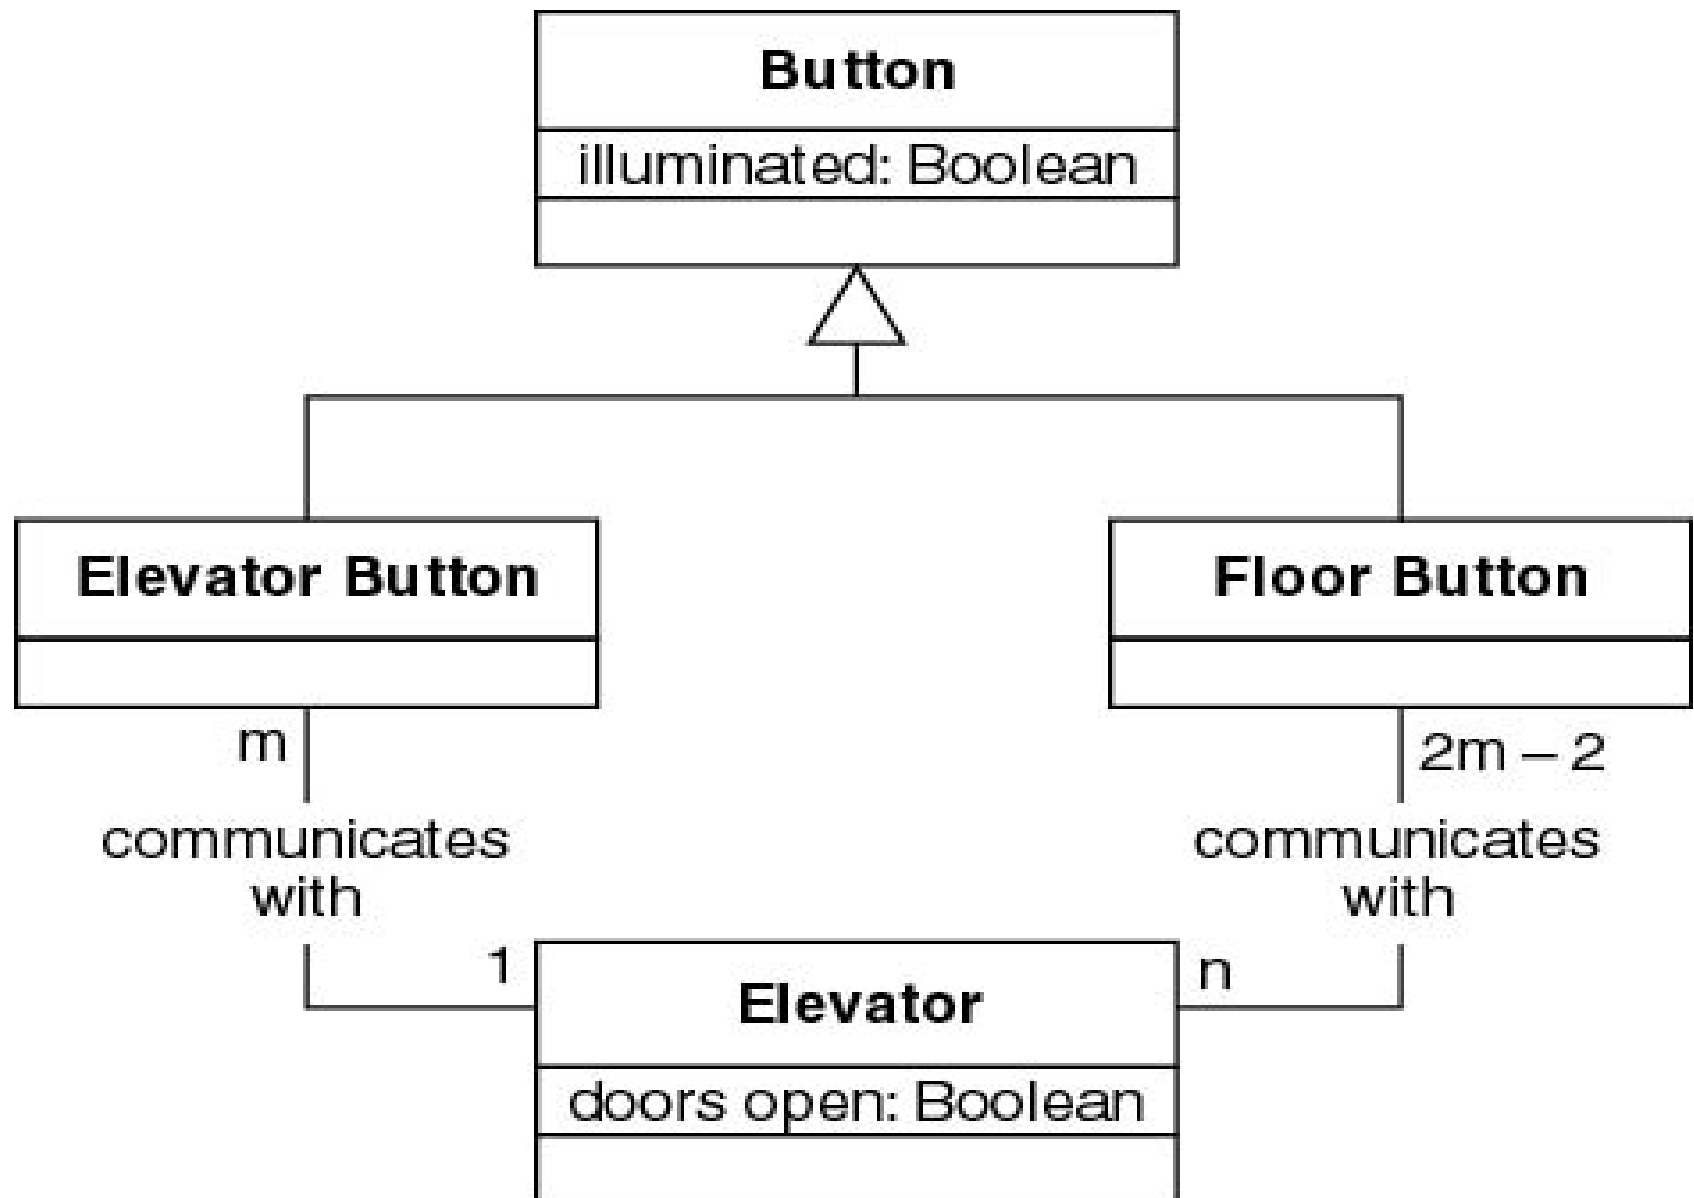 Button
illuminated: Boolean
Elevator Button
Floor Button
m
2m – 2
communicates
with
communicates
with
1
n
Elevator
doors open: Boolean